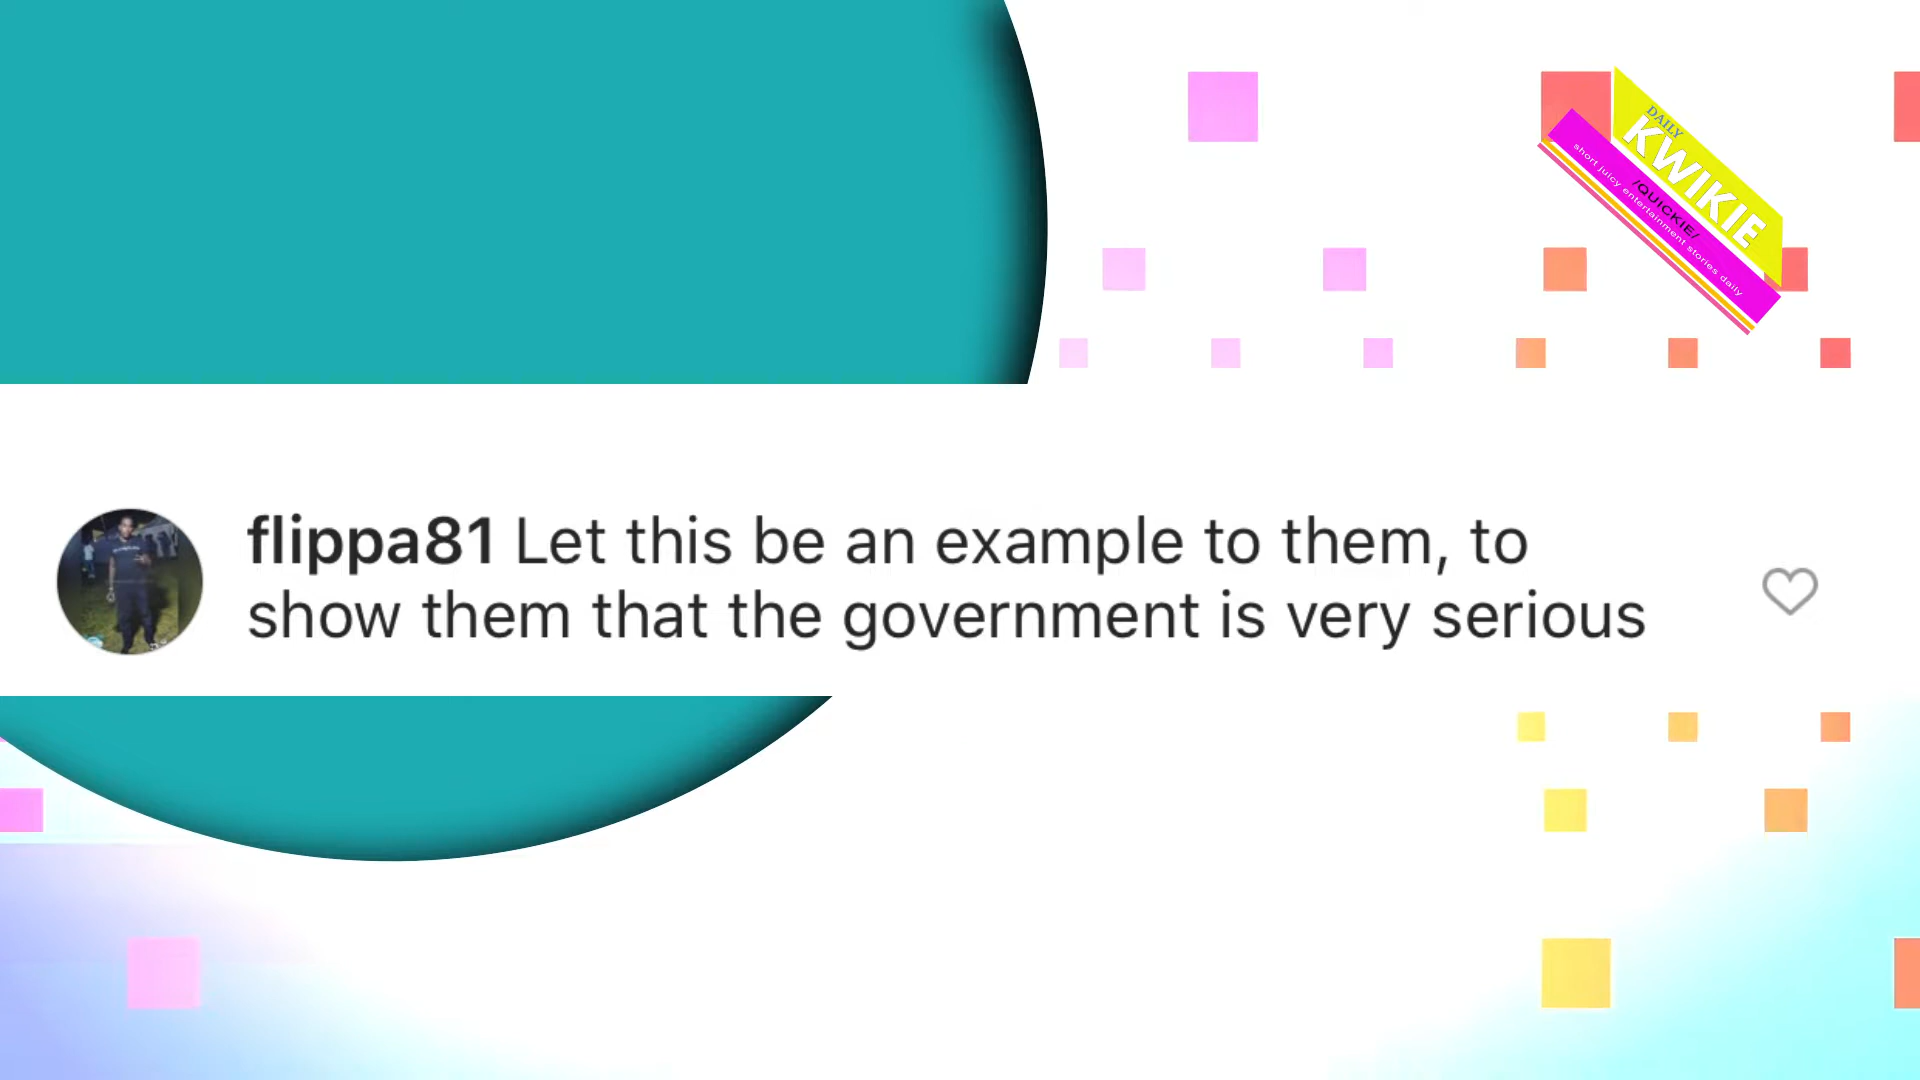 DAILY
KWIKIE
/QUICKIE/
short juicy entertainment stories daily
flippa81 Let this be an example to them, to
show them that the government is very serious